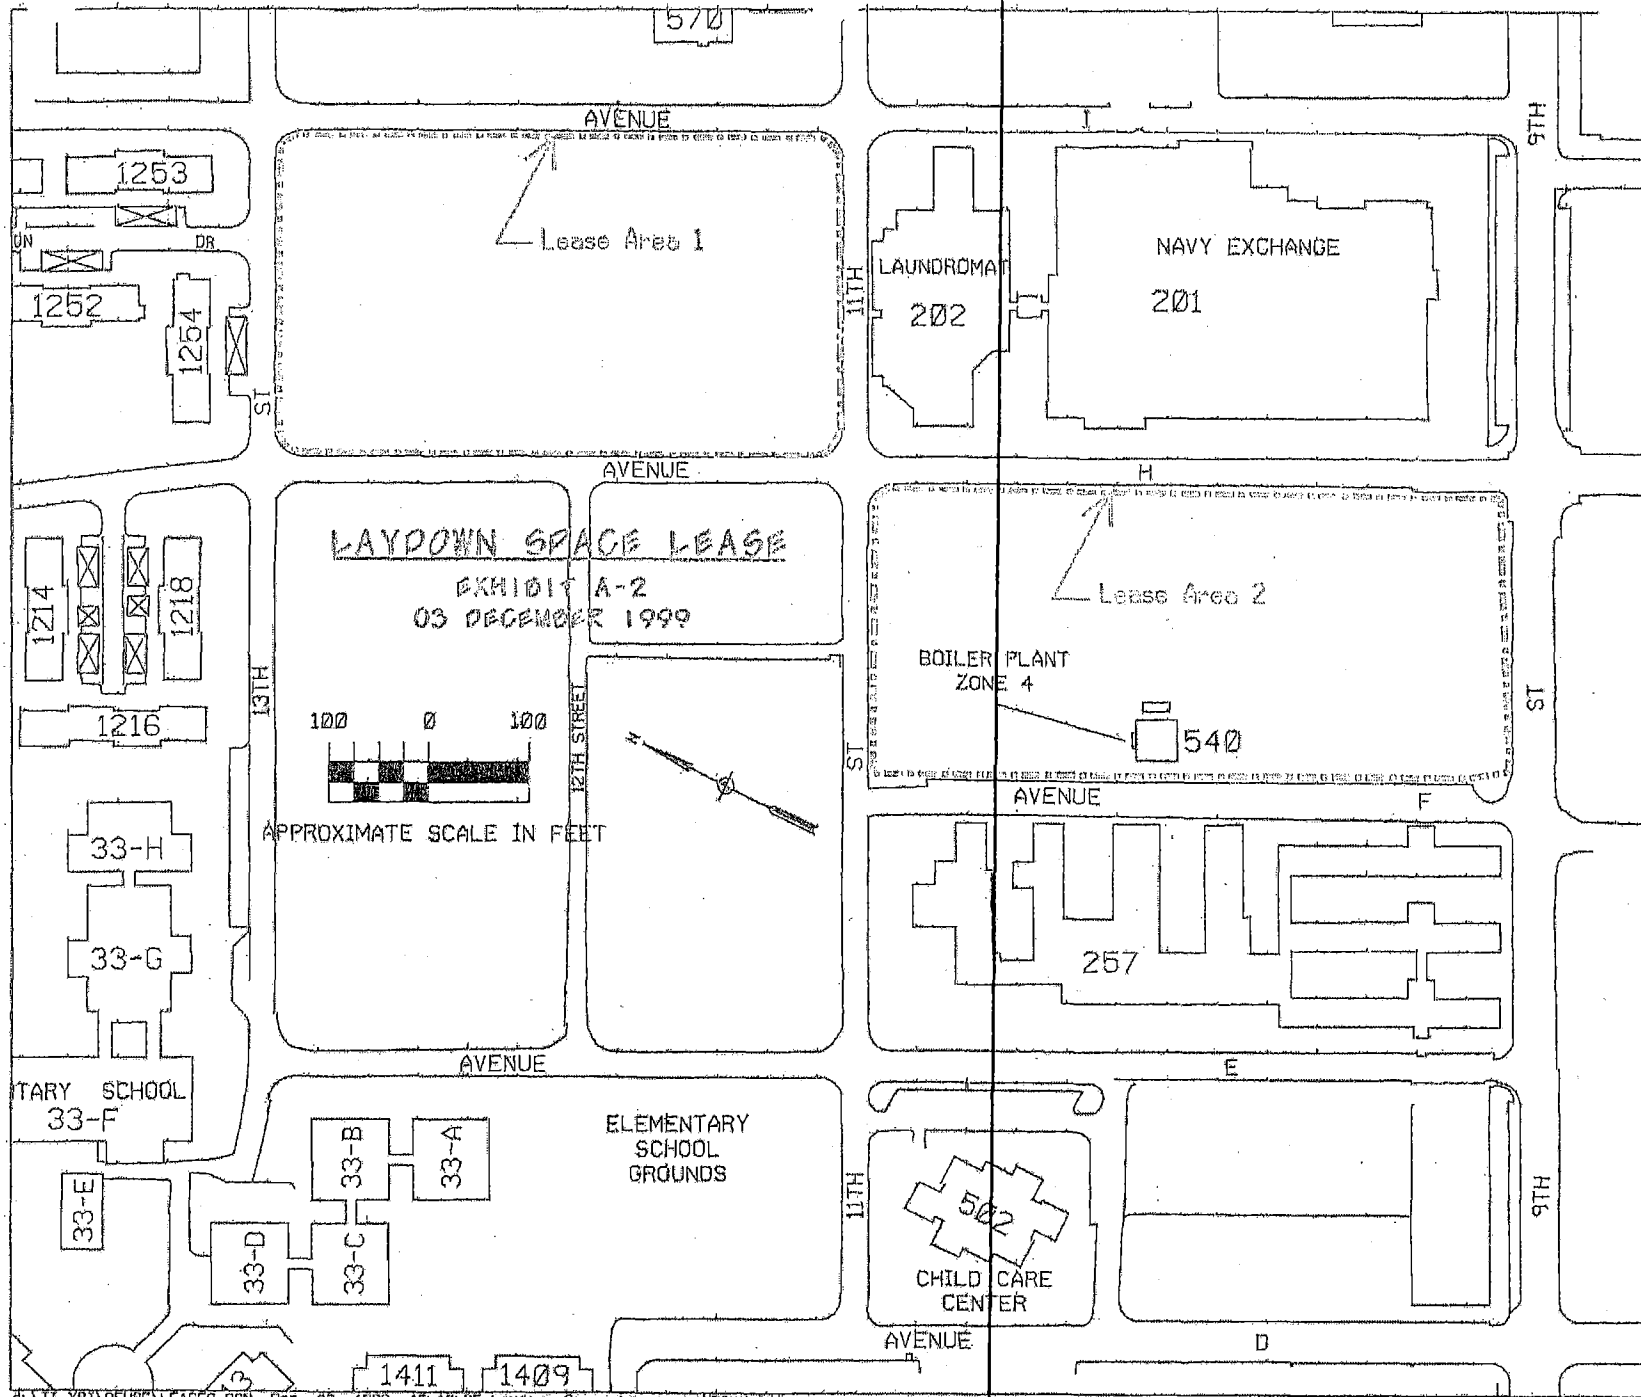 570
AVENUE I
9TH
1253
UN DR
Lease Area 1
LAUNDROMAT
202
NAVY EXCHANGE
201
11TH
1252
1254
ST
AVENUE H
LAYDOWN SPACE LEASE
EXHIBIT A-2
03 DECEMBER 1999
Lease Area 2
1214
1218
BOILER PLANT
ZONE 4
540
13TH
1216
100 0 100
12TH STREET
APPROXIMATE SCALE IN FEET
N
ST
ST
AVENUE F
33-H
33-G
257
AVENUE E
TARY SCHOOL
33-F
33-B
33-A
ELEMENTARY
SCHOOL
GROUNDS
33-E
33-D
33-C
11TH
502
CHILD CARE
CENTER
9TH
AVENUE D
1411
1409